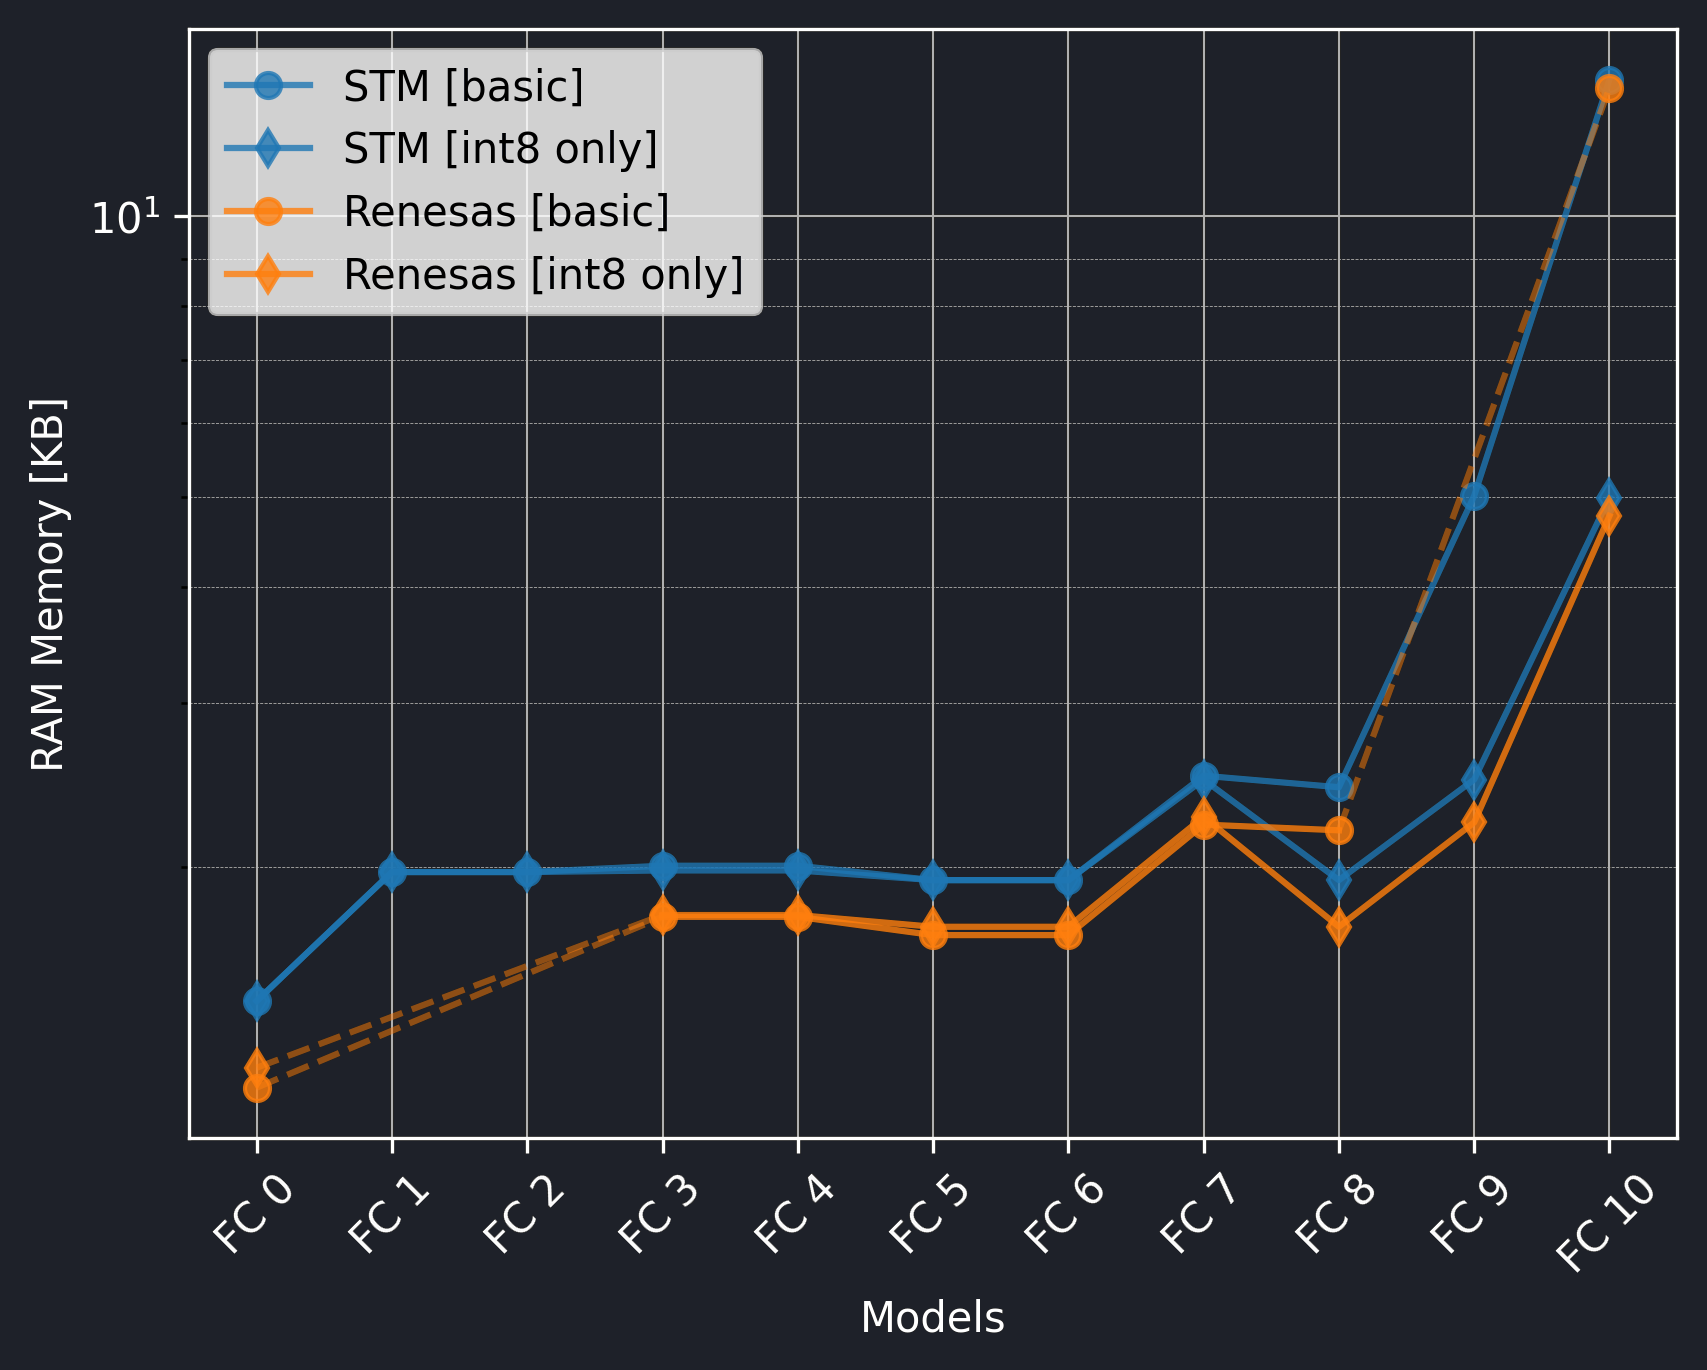 STM [basic]
STM [int8 only]
Renesas [basic]
Renesas [int8 only]
10¹
RAM Memory [KB]
FC 0
FC 1
FC 2
FC 3
FC 4
FC 5
FC 6
FC 7
FC 8
FC 9
FC 10
Models